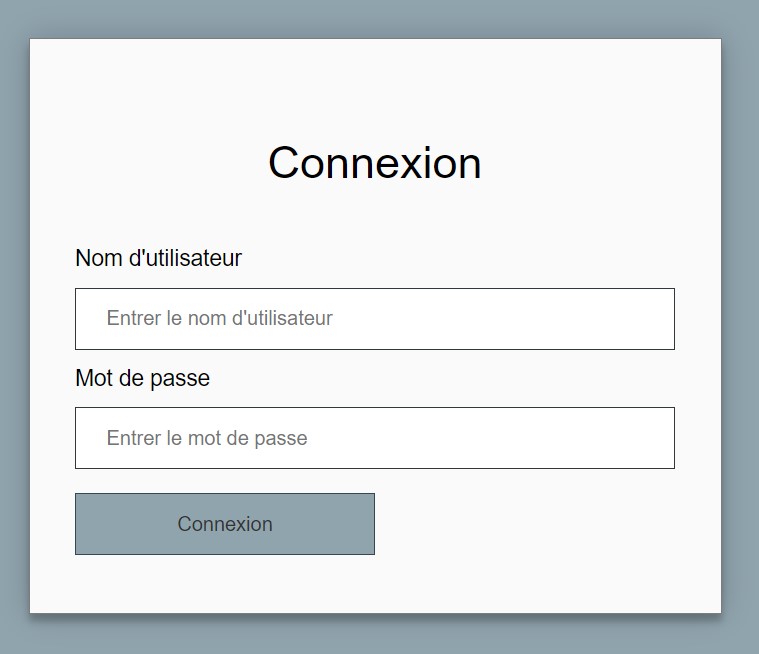 Connexion
Nom d'utilisateur
Entrer le nom d'utilisateur
Mot de passe
Entrer le mot de passe
Connexion